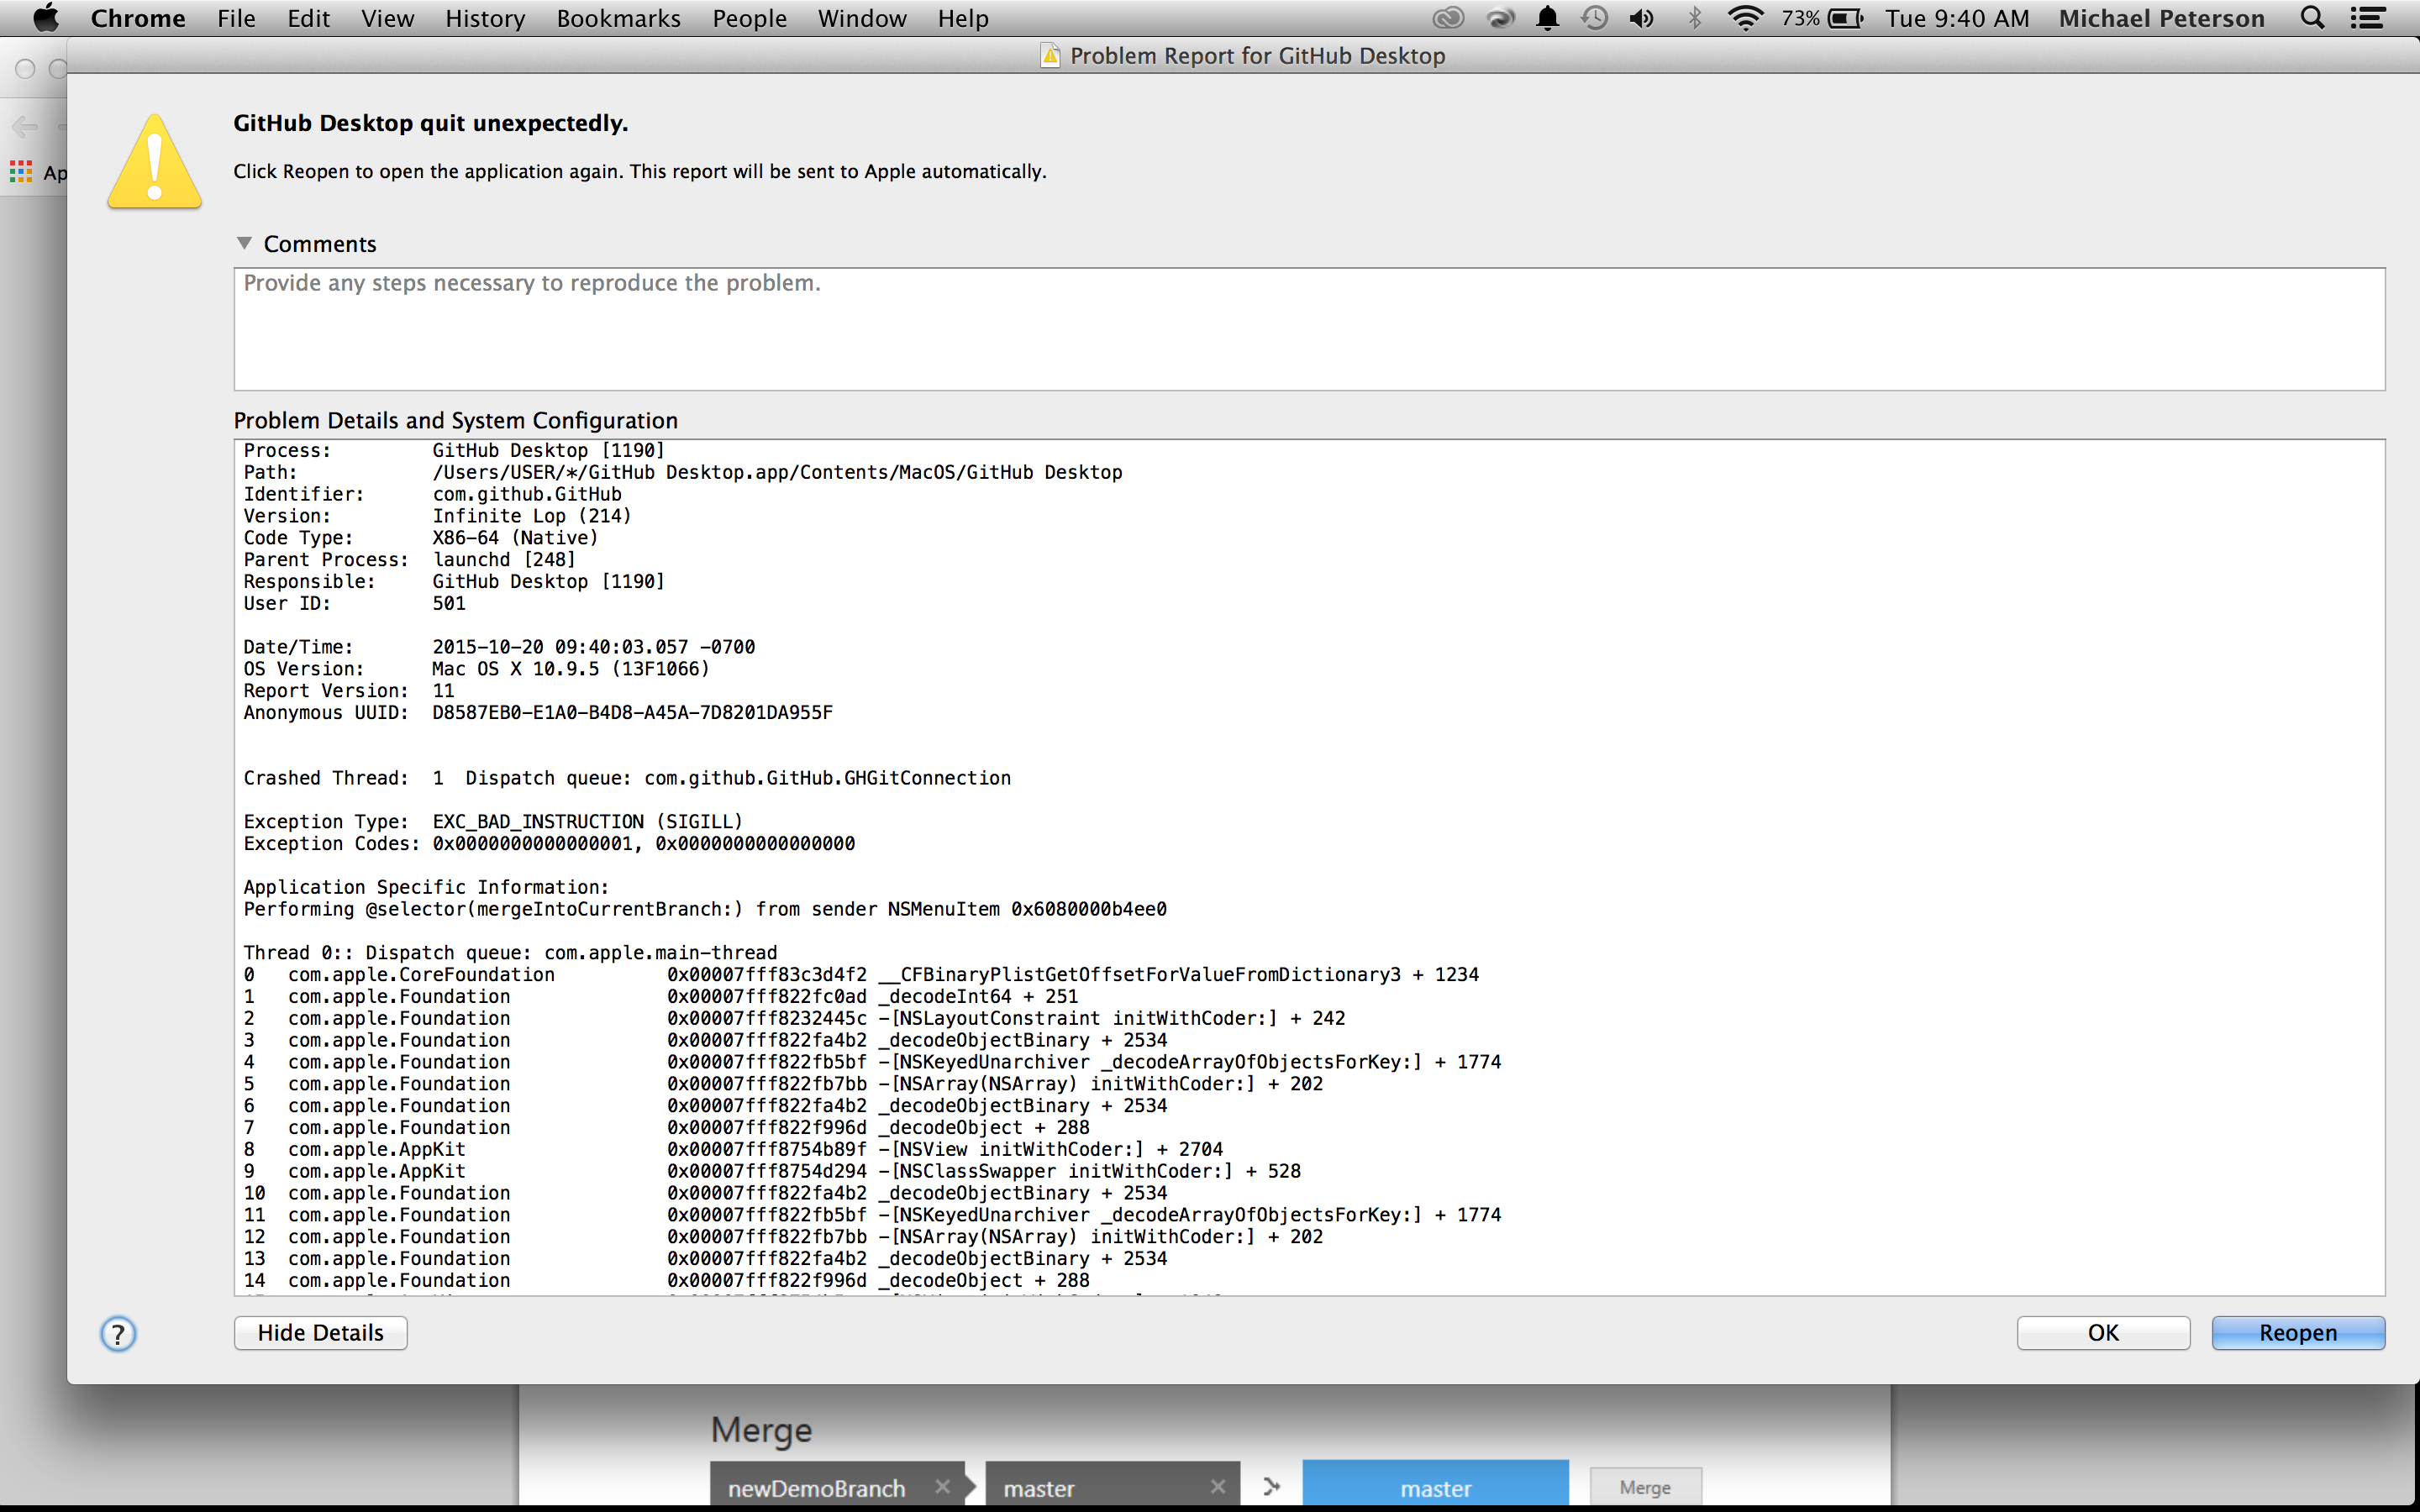 Chrome File Edit View History Bookmarks People Window Help 73% Tue 9:40 AM Michael Peterson
Problem Report for GitHub Desktop
GitHub Desktop quit unexpectedly.
Click Reopen to open the application again. This report will be sent to Apple automatically.
Ap
Comments
Provide any steps necessary to reproduce the problem.
Problem Details and System Configuration
Process: GitHub Desktop [1190]
Path: /Users/USER/*/GitHub Desktop.app/Contents/MacOS/GitHub Desktop
Identifier: com.github.GitHub
Version: Infinite Lop (214)
Code Type: X86-64 (Native)
Parent Process: launchd [248]
Responsible: GitHub Desktop [1190]
User ID: 501
Date/Time: 2015-10-20 09:40:03.057 -0700
OS Version: Mac OS X 10.9.5 (13F1066)
Report Version: 11
Anonymous UUID: D8587EB0-E1A0-B4D8-A45A-7D8201DA955F
Crashed Thread: 1 Dispatch queue: com.github.GitHub.GHGitConnection
Exception Type: EXC_BAD_INSTRUCTION (SIGILL)
Exception Codes: 0x0000000000000001, 0x0000000000000000
Application Specific Information:
Performing @selector(mergeIntoCurrentBranch:) from sender NSMenuItem 0x6080000b4ee0
Thread 0:: Dispatch queue: com.apple.main-thread
0 com.apple.CoreFoundation 0x00007fff83c3d4f2 __CFBinaryPlistGetOffsetForValueFromDictionary3 + 1234
1 com.apple.Foundation 0x00007fff822fc0ad _decodeInt64 + 251
2 com.apple.Foundation 0x00007fff8232445c -[NSLayoutConstraint initWithCoder:] + 242
3 com.apple.Foundation 0x00007fff822fa4b2 _decodeObjectBinary + 2534
4 com.apple.Foundation 0x00007fff822fb5bf -[NSKeyedUnarchiver _decodeArrayOfObjectsForKey:] + 1774
5 com.apple.Foundation 0x00007fff822fb7bb -[NSArray(NSArray) initWithCoder:] + 202
6 com.apple.Foundation 0x00007fff822fa4b2 _decodeObjectBinary + 2534
7 com.apple.Foundation 0x00007fff822f996d _decodeObject + 288
8 com.apple.AppKit 0x00007fff8754b89f -[NSView initWithCoder:] + 2704
9 com.apple.AppKit 0x00007fff8754d294 -[NSClassSwapper initWithCoder:] + 528
10 com.apple.Foundation 0x00007fff822fa4b2 _decodeObjectBinary + 2534
11 com.apple.Foundation 0x00007fff822fb5bf -[NSKeyedUnarchiver _decodeArrayOfObjectsForKey:] + 1774
12 com.apple.Foundation 0x00007fff822fb7bb -[NSArray(NSArray) initWithCoder:] + 202
13 com.apple.Foundation 0x00007fff822fa4b2 _decodeObjectBinary + 2534
14 com.apple.Foundation 0x00007fff822f996d _decodeObject + 288
? Hide Details OK Reopen
Merge
newDemoBranch master master Merge